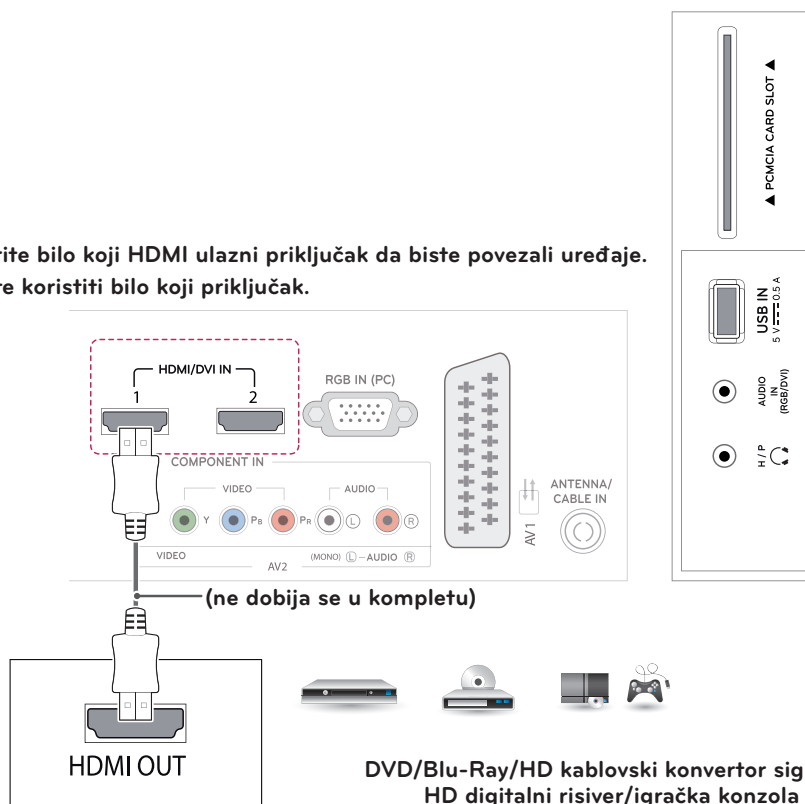 ▲ PCMCIA CARD SLOT ▲
bilo koji HDMI ulazni priključak da biste povezali uređaje.
koristiti bilo koji priključak.
USB IN
5 V 0.5 A
AUDIO
IN
(RGB/DVI)
H / P
HDMI/DVI IN
1
2
RGB IN (PC)
COMPONENT IN
VIDEO
AUDIO
Y
PB
PR
L
R
VIDEO
(MONO) L – AUDIO R
AV2
AV1
ANTENNA/
CABLE IN
(ne dobija se u kompletu)
HDMI OUT
DVD/Blu-Ray/HD kablovski konvertor
HD digitalni risiver/igračka konzola